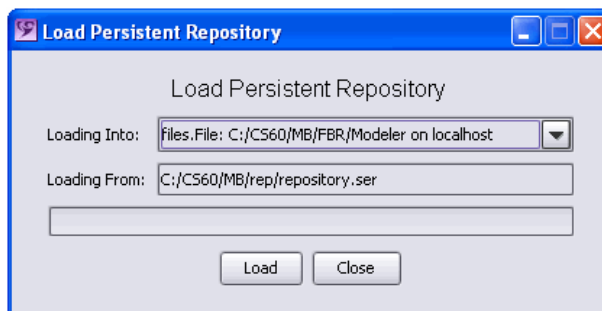 Load Persistent Repository
Load Persistent Repository
Loading Into: files.File: C:/CS60/MB/FBR/Modeler on localhost
Loading From: C:/CS60/MB/rep/repository.ser
Load Close